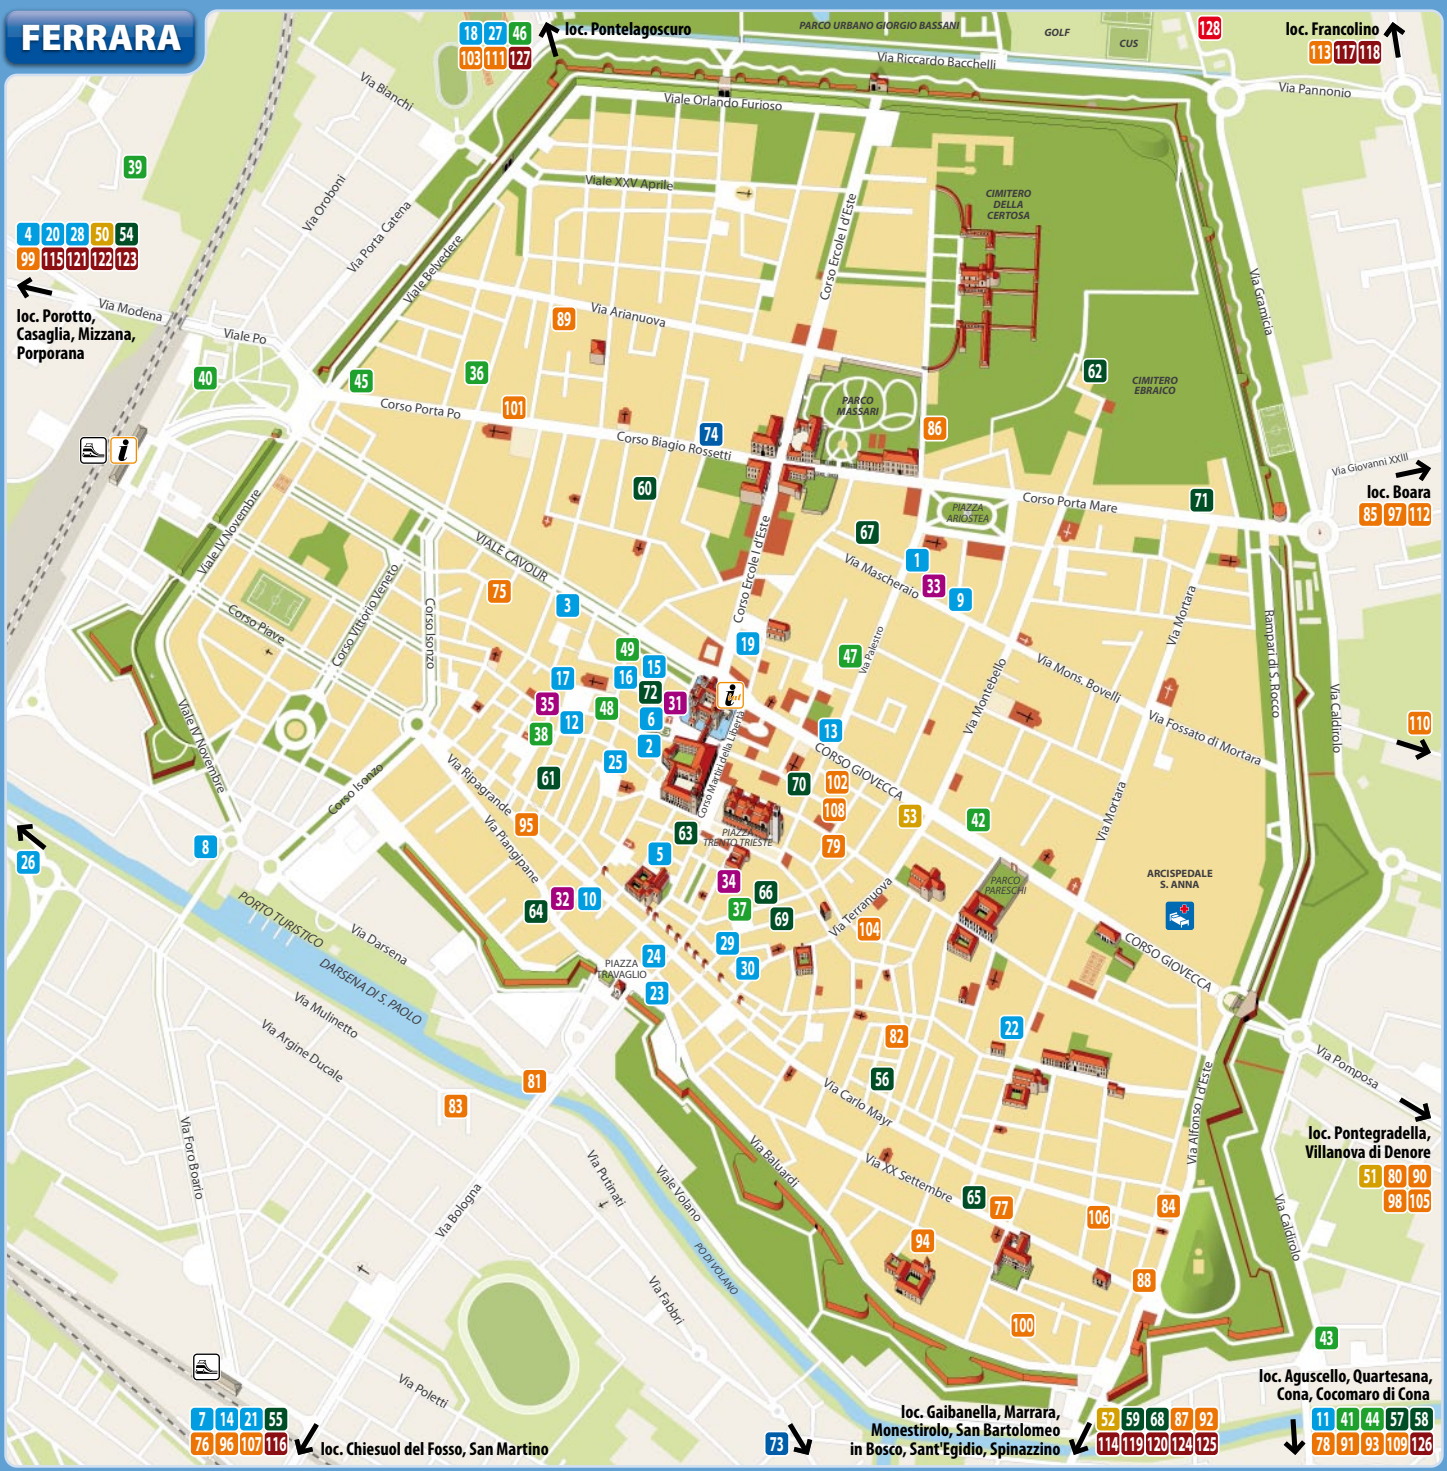 FERRARA
18 27 46
103 111 127
loc. Pontelagoscuro
PARCO URBANO GIORGIO BASSANI
GOLF
CUS
128
loc. Francolino
113 117 118
Via Riccardo Bacchelli
Via Pannonio
Via Bianchi
Viale Orlando Furioso
39
Viale XXV Aprile
Via Oroboni
Via Porta Catena
Viale Belvedere
Corso Ercole I d'Este
CIMITERO
DELLA
CERTOSA
4 20 28 50 54
99 115 121 122 123
loc. Porotto,
Casaglia, Mizzana,
Porporana
Via Modena
Viale Po
Via Arianuova
89
Via Gramicia
40
45
36
101
62
CIMITERO
EBRAICO
PARCO
MASSARI
Corso Porta Po
Corso Biagio Rossetti
74
86
60
Corso Porta Mare
71
PIAZZA
ARIOSTEA
Via Giovanni XXIII
loc. Boara
85 97 112
Viale IV Novembre
VIALE CAVOUR
Corso Ercole I d'Este
67
1
33
9
Via Mascheraio
75
3
Corso Piave
Corso Vittorio Veneto
Corso Isonzo
19
47
Via Palestro
Via Mortara
Rampari di S. Rocco
49
15
16
17
72
31
35
48
12
6
38
2
25
61
Via Mons. Bovelli
Via Montebello
Via Fossato di Mortara
Via Caldirolo
110
13
CORSO GIOVECCA
Corso Martiri della Libertà
Viale IV Novembre
Corso Isonzo
Via Ripagrande
Via Piangipane
95
70
102
108
79
53
42
Via Mortara
63
PIAZZA
TRENTO TRIESTE
5
34
66
37
69
26
8
32
10
64
PARCO
PARESCHI
ARCISPEDALE
S. ANNA
Via Terranuova
104
CORSO GIOVECCA
PORTO TURISTICO
DARSENA DI S. PAOLO
Via Darsena
PIAZZA
TRAVAGLIO
24
23
29
30
Via Mulinetto
Via Argine Ducale
81
83
82
22
56
Via Carlo Mayr
Via Pomposa
Via Alfonso I d'Este
loc. Pontegradella,
Villanova di Denore
51 80 90
98 105
Via Foro Boario
Via Bologna
Via Putinati
Viale Volano
Via Baluardi
Via XX Settembre
65
77
106
84
94
88
100
PO DI VOLANO
Via Fabbri
Via Caldirolo
43
Via Poletti
7 14 21 55
76 96 107 116
loc. Chiesuol del Fosso, San Martino
73
loc. Gaibanella, Marrara,
Monestirolo, San Bartolomeo
in Bosco, Sant'Egidio, Spinazzino
52 59 68 87 92
114 119 120 124 125
loc. Aguscello, Quartesana,
Cona, Cocomaro di Cona
11 41 44 57 58
78 91 93 109 126